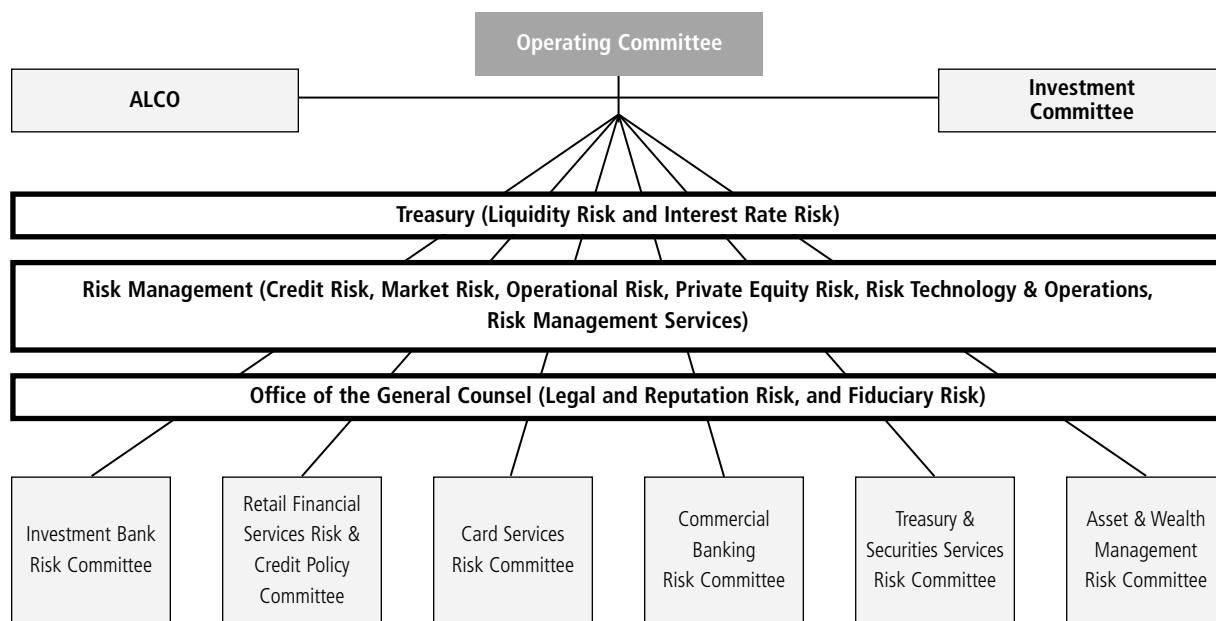 Operating Committee
ALCO
Investment
Committee
Treasury (Liquidity Risk and Interest Rate Risk)
Risk Management (Credit Risk, Market Risk, Operational Risk, Private Equity Risk, Risk Technology & Operations,
Risk Management Services)
Office of the General Counsel (Legal and Reputation Risk, and Fiduciary Risk)
Investment Bank
Risk Committee
Retail Financial
Services Risk &
Credit Policy
Committee
Card Services
Risk Committee
Commercial
Banking
Risk Committee
Treasury &
Securities Services
Risk Committee
Asset & Wealth
Management
Risk Committee